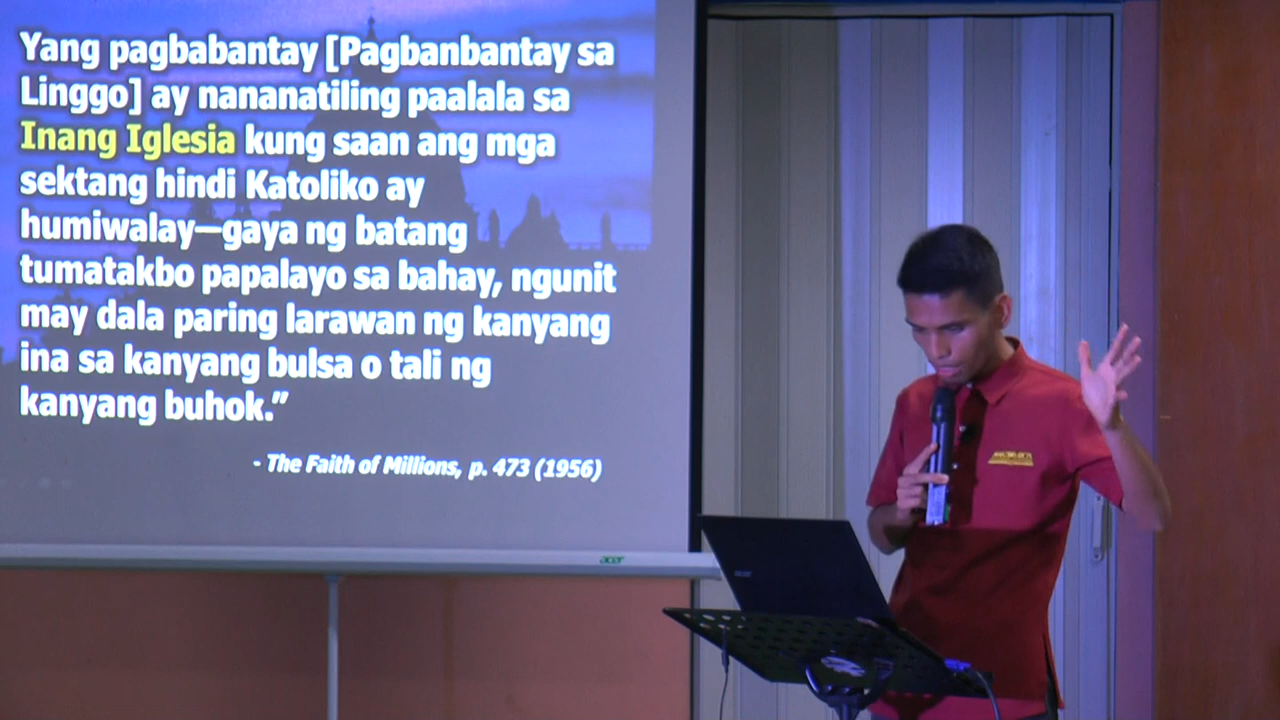 Yang pagbabantay [Pagbanbantay sa
Linggo] ay nananatiling paalala sa
Inang Iglesia kung saan ang mga
sektang hindi Katoliko ay
humiwalay—gaya ng batang
tumatakbo papalayo sa bahay, ngunit
may dala paring larawan ng kanyang
ina sa kanyang bulsa o tali ng
kanyang buhok.”
- The Faith of Millions, p. 473 (1956)